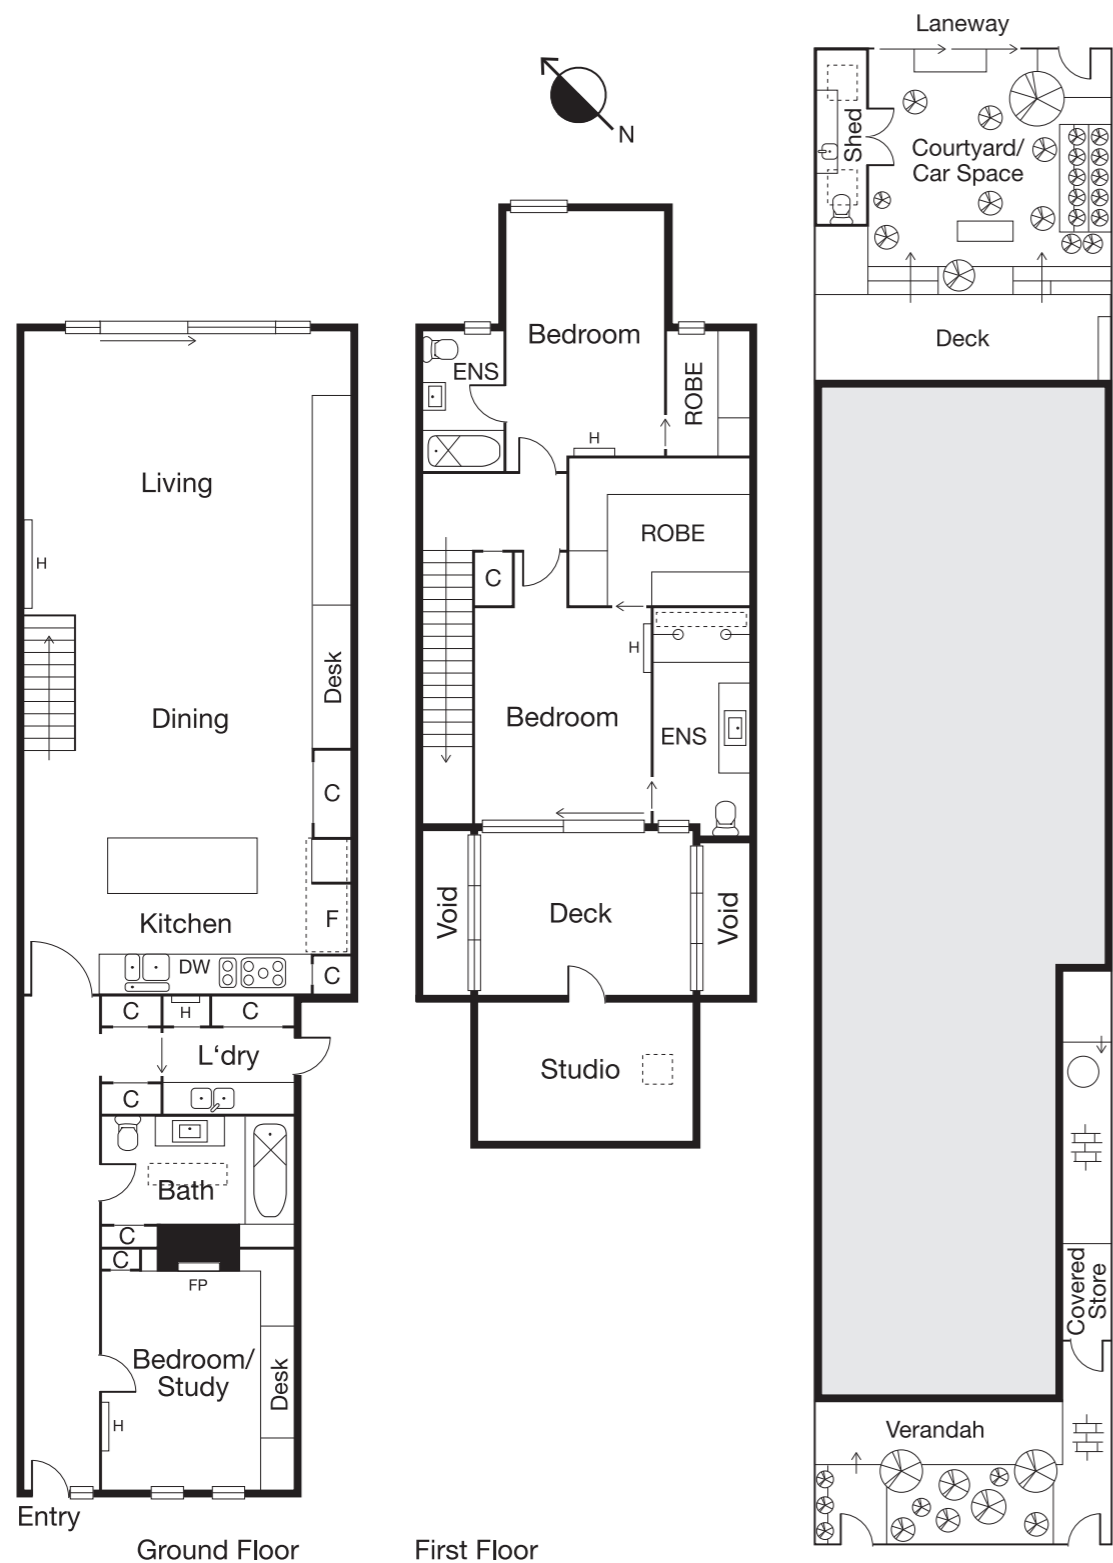 Laneway
N
Shed
Courtyard/
Car Space
Deck
Covered
Store
Verandah
Living
H
Dining
Desk
C
Kitchen
F
DW
C
C
H
C
L‘dry
C
Bath
C
C
FP
Bedroom/
Study
Desk
H
Entry
Ground Floor
Bedroom
ENS
ROBE
H
ROBE
C
H
Bedroom
ENS
Void
Deck
Void
Studio
First Floor